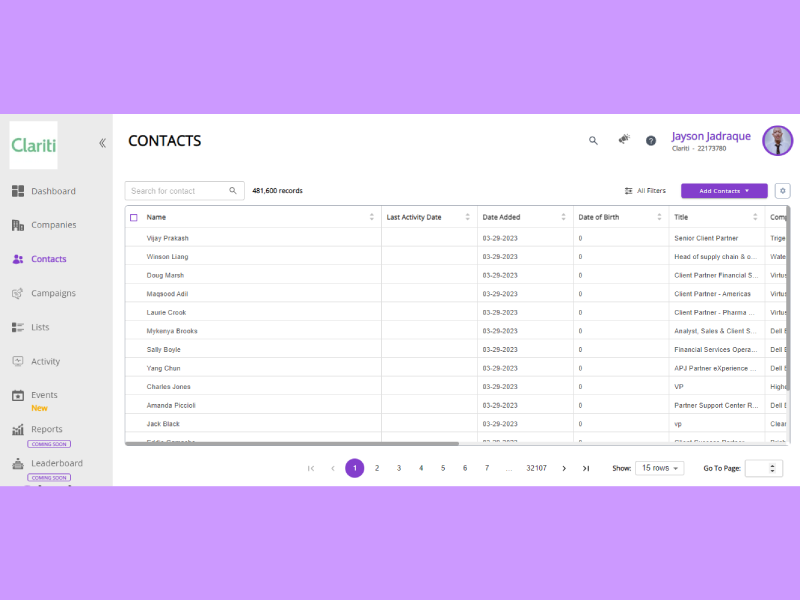 Clariti
CONTACTS
Jayson Jadraque
Clariti - 22173780
Dashboard
Companies
Contacts
Campaigns
Lists
Activity
Events
New
Reports
COMING SOON
Leaderboard
COMING SOON
Search for contact
481,600 records
All Filters
Add Contacts
Name Last Activity Date Date Added Date of Birth Title Comp
Vijay Prakash 03-29-2023 0 Senior Client Partner Trige
Winson Liang 03-29-2023 0 Head of supply chain & o... Wate
Doug Marsh 03-29-2023 0 Client Partner Financial S... Virtus
Maqsood Adil 03-29-2023 0 Client Partner - Americas Virtus
Laurie Crook 03-29-2023 0 Client Partner - Pharma ... Virtus
Mykenya Brooks 03-29-2023 0 Analyst, Sales & Client S... Dell E
Sally Boyle 03-29-2023 0 Financial Services Opera... Dell E
Yang Chun 03-29-2023 0 APJ Partner eXperience ... Dell E
Charles Jones 03-29-2023 0 VP Highe
Amanda Piccioli 03-29-2023 0 Partner Support Center R... Dell E
Jack Black 03-29-2023 0 vp Clear
1 2 3 4 5 6 7 ... 32107
Show: 15 rows
Go To Page: